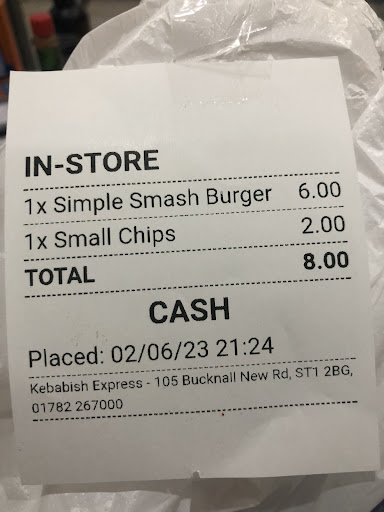 IN-STORE
1x Simple Smash Burger 6.00
1x Small Chips 2.00
TOTAL 8.00
CASH
Placed: 02/06/23 21:24
Kebabish Express - 105 Bucknall New Rd, ST1 2BG,
01782 267000